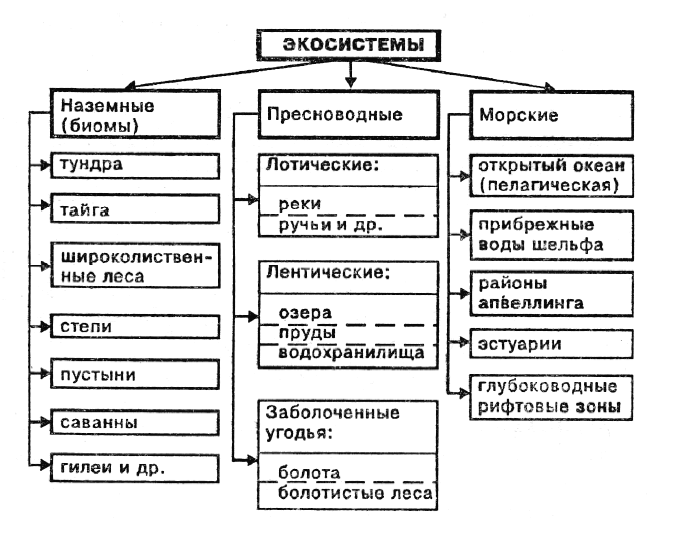 ЭКОСИСТЕМЫ
Наземные
(биомы)
тундра
тайга
широколиствен-
ные леса
степи
пустыни
саванны
гилеи и др.
Пресноводные
Лотические:
реки
ручьи и др.
Лентические:
озера
пруды
водохранилища
Заболоченные
угодья:
болота
болотистые леса
Морские
открытый океан
(пелагическая)
прибрежные
воды шельфа
районы
апвеллинга
эстуарии
глубоководные
рифтовые зоны